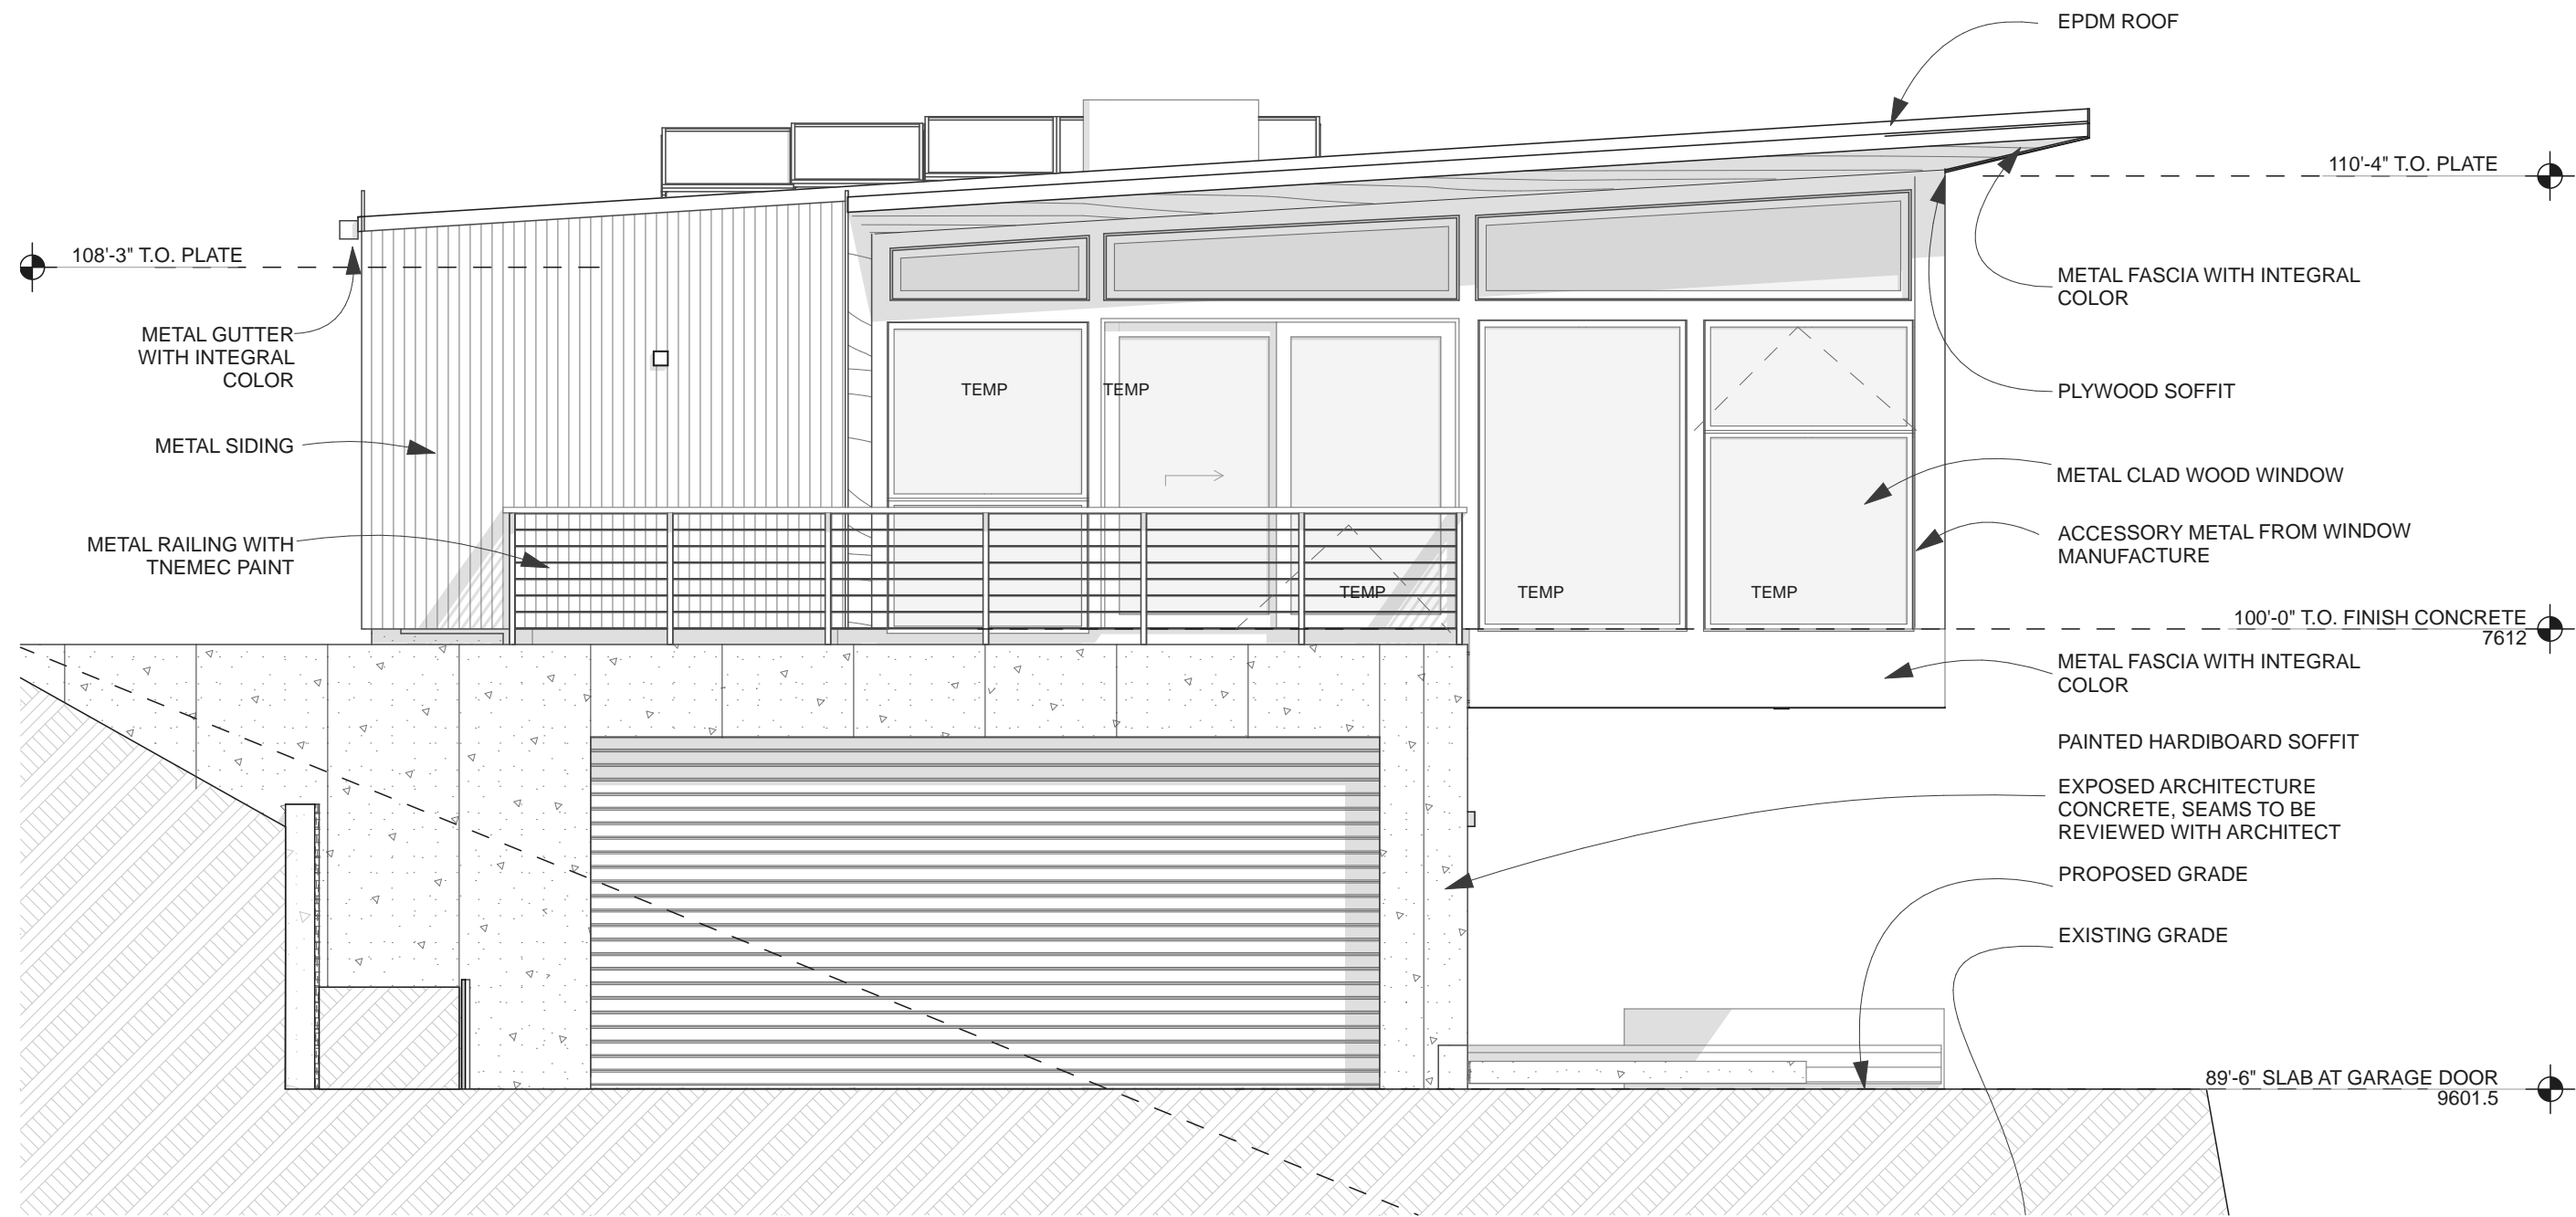 EPDM ROOF
110'-4" T.O. PLATE
108'-3" T.O. PLATE
METAL FASCIA WITH INTEGRAL
COLOR
METAL GUTTER
WITH INTEGRAL
COLOR
TEMP
TEMP
PLYWOOD SOFFIT
METAL SIDING
METAL CLAD WOOD WINDOW
METAL RAILING WITH
TNEMEC PAINT
ACCESSORY METAL FROM WINDOW
MANUFACTURE
TEMP
TEMP
TEMP
100'-0" T.O. FINISH CONCRETE
7612
METAL FASCIA WITH INTEGRAL
COLOR
PAINTED HARDIBOARD SOFFIT
EXPOSED ARCHITECTURE
CONCRETE, SEAMS TO BE
REVIEWED WITH ARCHITECT
PROPOSED GRADE
EXISTING GRADE
89'-6" SLAB AT GARAGE DOOR
9601.5